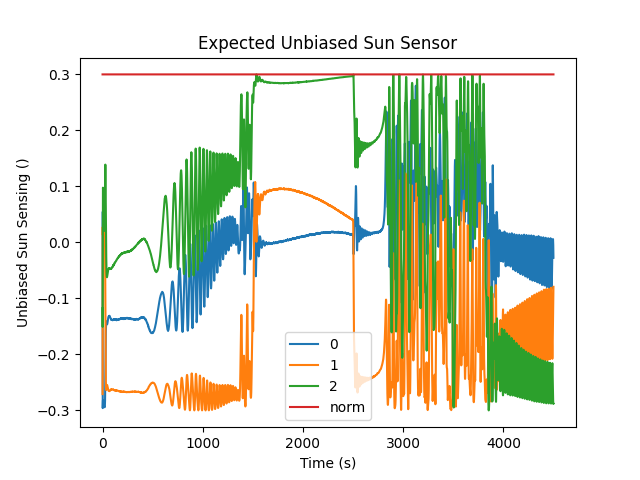 Expected Unbiased Sun Sensor
Unbiased Sun Sensing ()
0.3
0.2
0.1
0.0
−0.1
−0.2
−0.3
0
1
2
norm
0 1000 2000 3000 4000
Time (s)